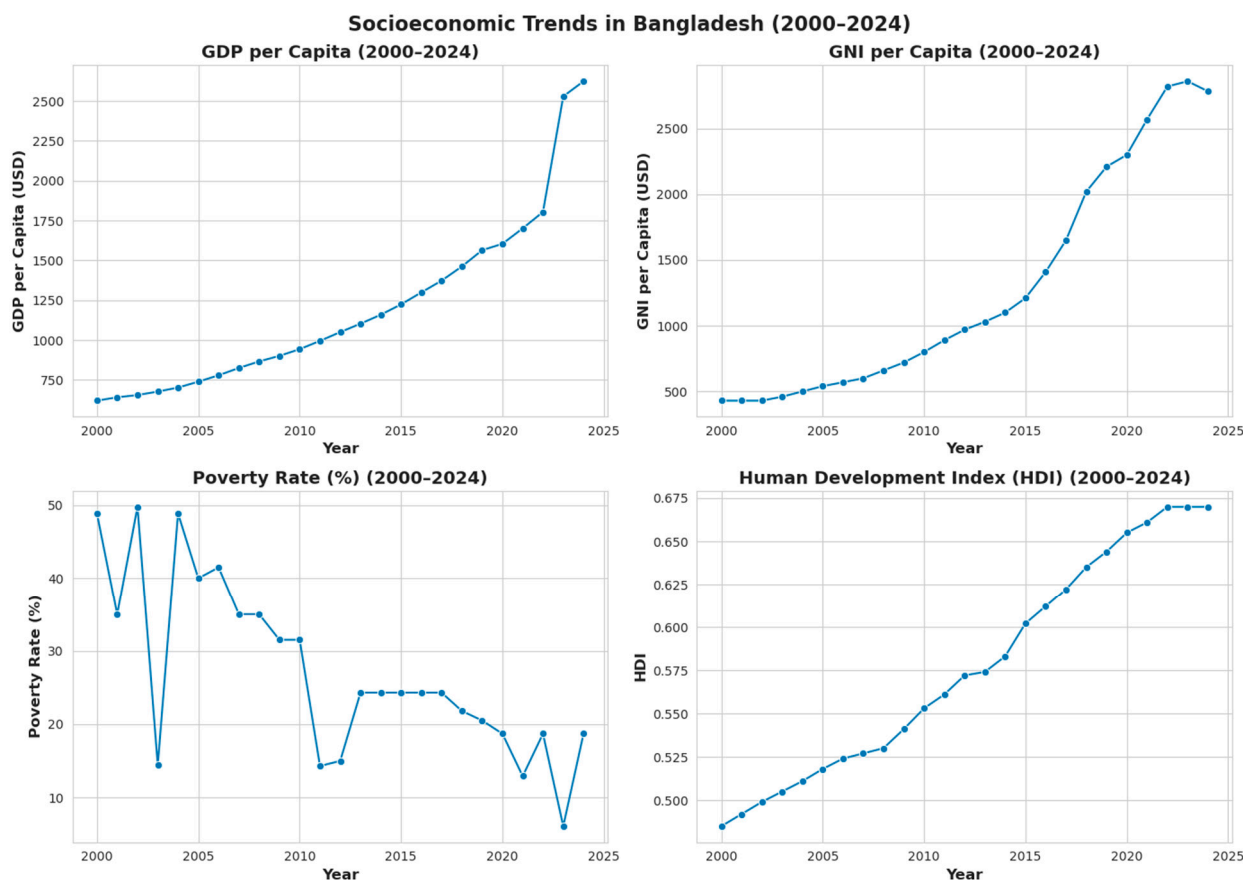 Socioeconomic Trends in Bangladesh (2000–2024)
GDP per Capita (2000–2024)
GDP per Capita (USD)
2500
2250
2000
1750
1500
1250
1000
750
2000 2005 2010 2015 2020 2025
Year
GNI per Capita (2000–2024)
GNI per Capita (USD)
2500
2000
1500
1000
500
2000 2005 2010 2015 2020 2025
Year
Poverty Rate (%) (2000–2024)
Poverty Rate (%)
50
40
30
20
10
2000 2005 2010 2015 2020 2025
Year
Human Development Index (HDI) (2000–2024)
HDI
0.675
0.650
0.625
0.600
0.575
0.550
0.525
0.500
2000 2005 2010 2015 2020 2025
Year